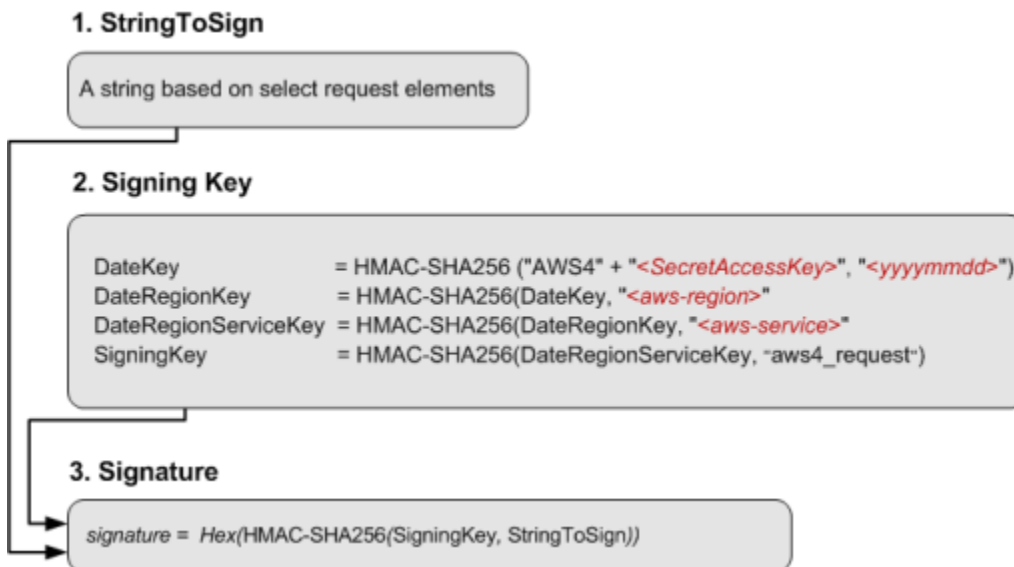 1. StringToSign
A string based on select request elements
2. Signing Key
DateKey = HMAC-SHA256 ("AWS4" + "<SecretAccessKey>", "<yyyymmdd>")
DateRegionKey = HMAC-SHA256(DateKey, "<aws-region>"
DateRegionServiceKey = HMAC-SHA256(DateRegionKey, "<aws-service>"
SigningKey = HMAC-SHA256(DateRegionServiceKey, "aws4_request")
3. Signature
signature = Hex(HMAC-SHA256(SigningKey, StringToSign))